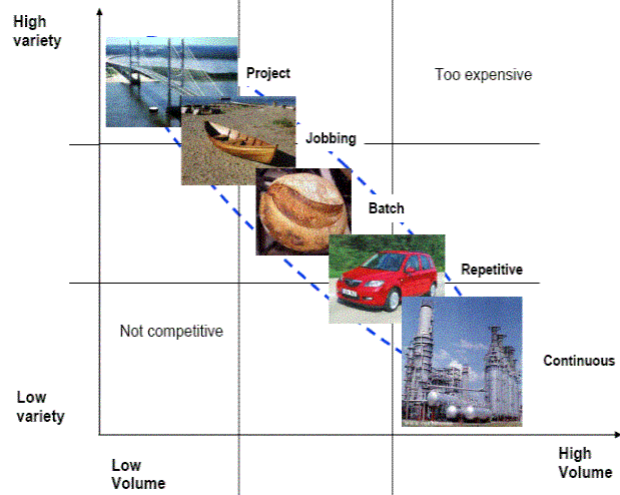 High
variety
Project
Too expensive
Jobbing
Batch
Repetitive
Not competitive
Continuous
Low
variety
Low
Volume
High
Volume